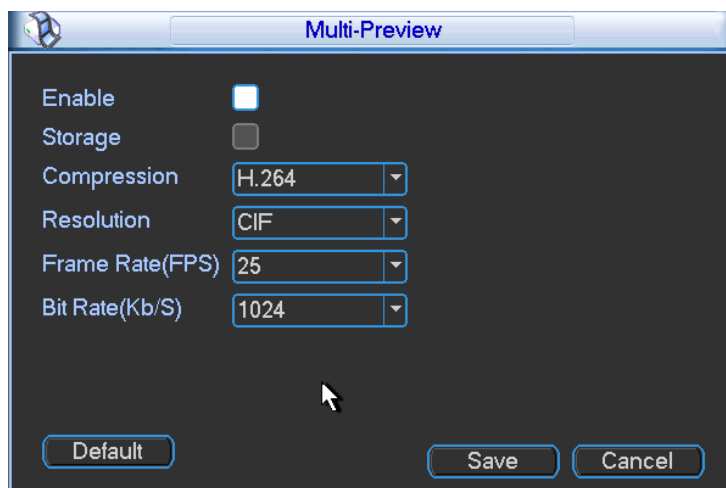 Multi-Preview
Enable
Storage
Compression H.264
Resolution CIF
Frame Rate(FPS) 25
Bit Rate(Kb/S) 1024
Default Save Cancel